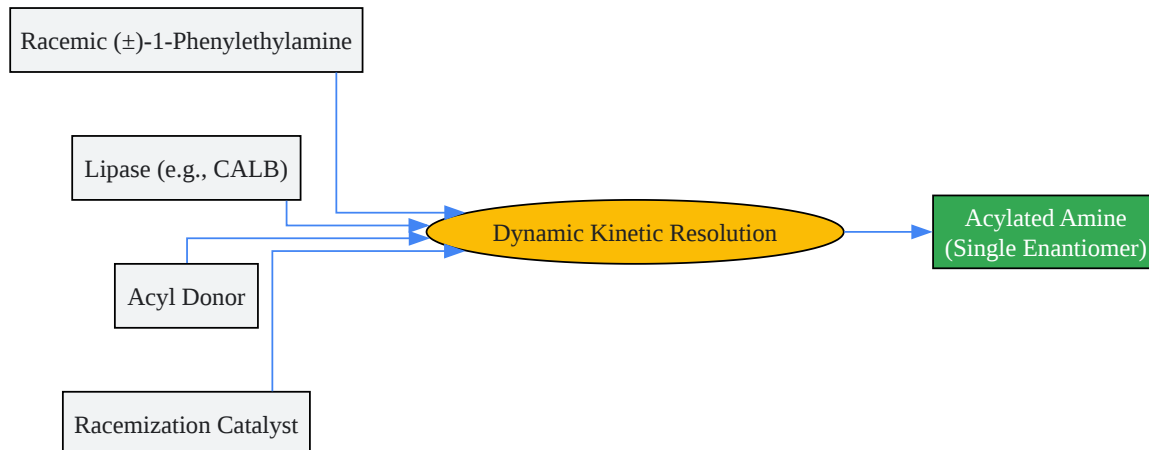 Racemic (±)-1-Phenylethylamine
Lipase (e.g., CALB)
Acyl Donor
Racemization Catalyst
Dynamic Kinetic Resolution
Acylated Amine
(Single Enantiomer)